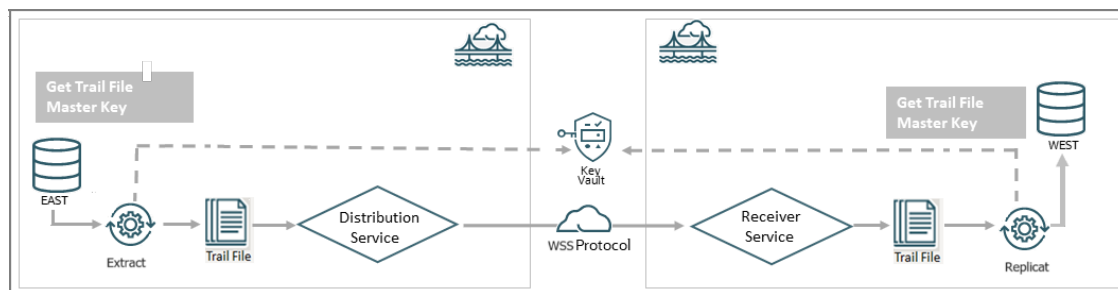 Get Trail File
Master Key
Get Trail File
Master Key
EAST
WEST
Key
Vault
Distribution
Service
Receiver
Service
WSS Protocol
Trail File
Trail File
Extract
Replicat